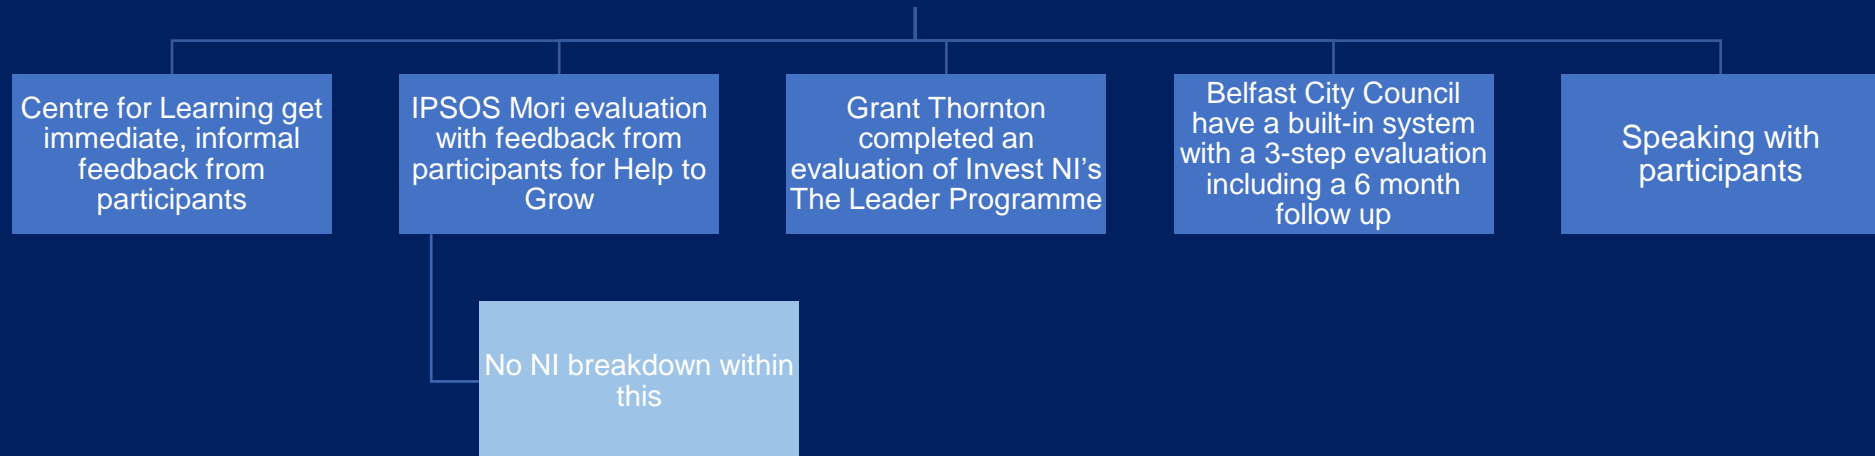 Centre for Learning get
immediate, informal
feedback from
participants
IPSOS Mori evaluation
with feedback from
participants for Help to
Grow
Grant Thornton
completed an
evaluation of Invest NI’s
The Leader Programme
Belfast City Council
have a built-in system
with a 3-step evaluation
including a 6 month
follow up
Speaking with
participants
No NI breakdown within
this